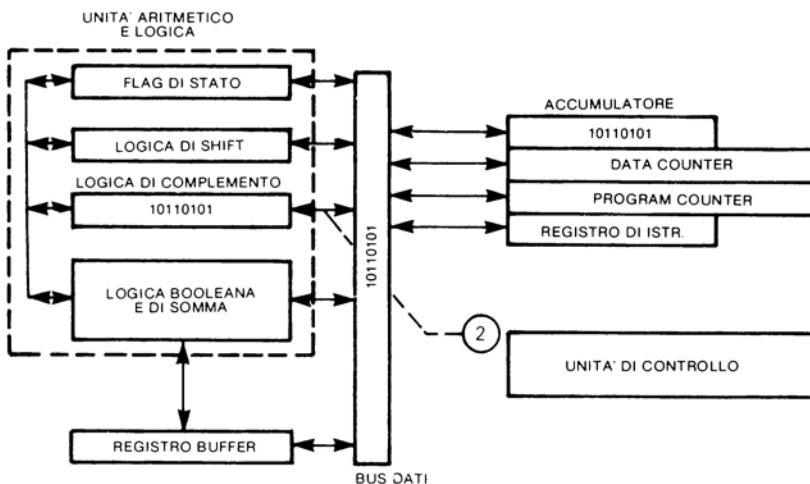 UNITA' ARITMETICO
E LOGICA
FLAG DI STATO
LOGICA DI SHIFT
LOGICA DI COMPLEMENTO
10110101
LOGICA BOOLEANA
E DI SOMMA
REGISTRO BUFFER
10110101
BUS DATI
ACCUMULATORE
10110101
DATA COUNTER
PROGRAM COUNTER
REGISTRO DI ISTR.
2
UNITA' DI CONTROLLO